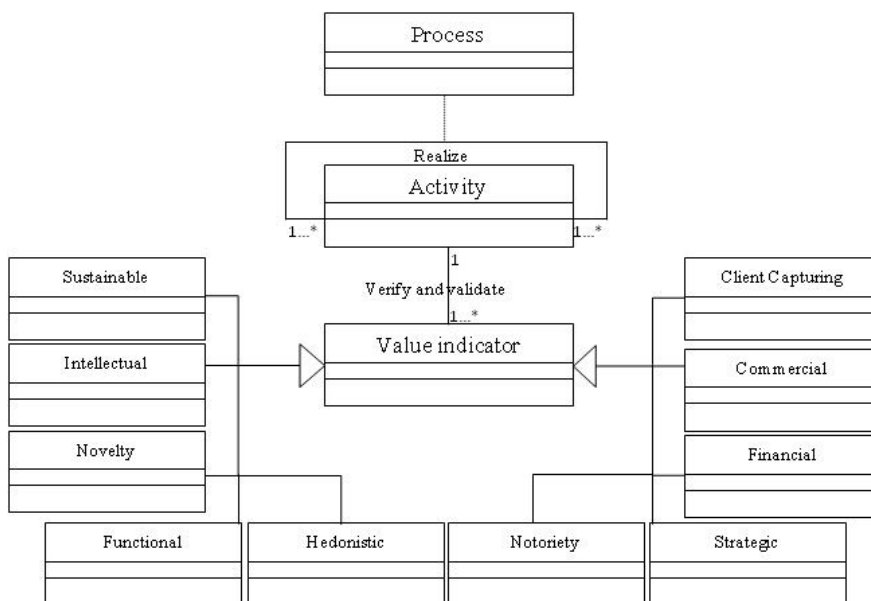 Process
Realize
Activity
1...*
1...*
1
Verify and validate
1...*
Value indicator
Sustainable
Intellectual
Novelty
Client Capturing
Commercial
Financial
Functional
Hedonistic
Notoriety
Strategic